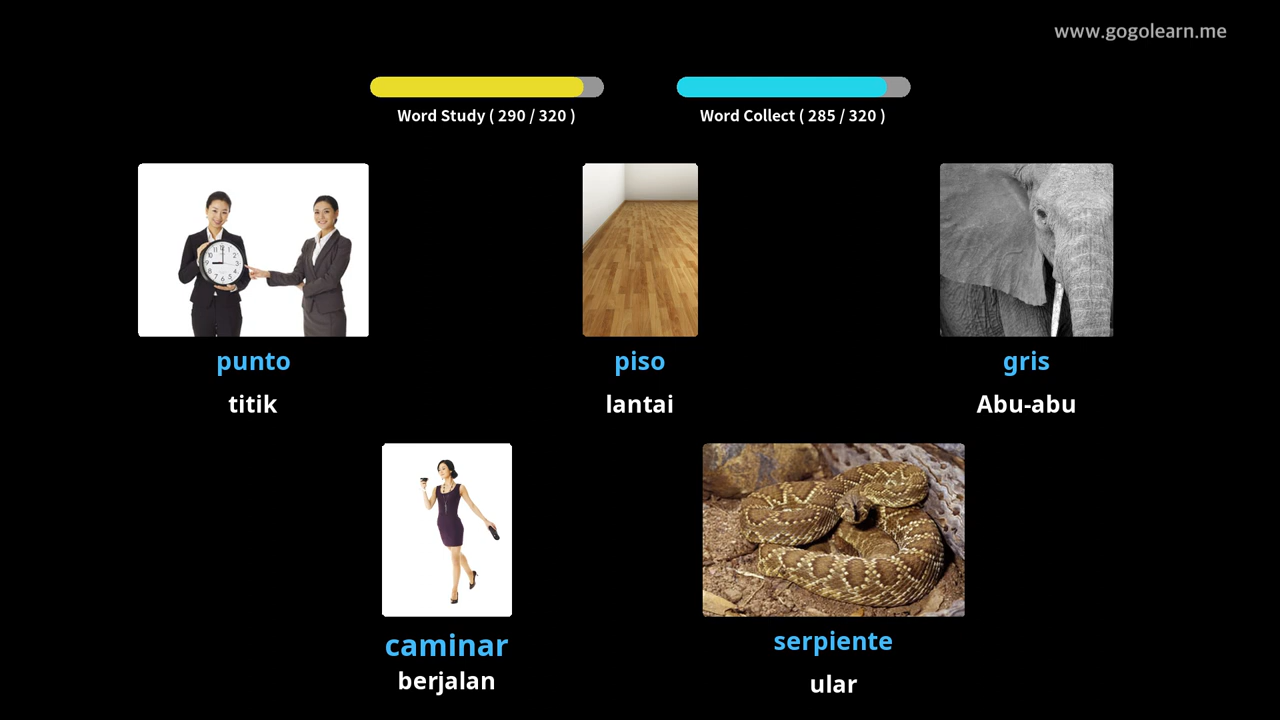 www.gogolearn.me
Word Study ( 290 / 320 )
Word Collect ( 285 / 320 )
punto
titik
piso
lantai
gris
Abu-abu
caminar
berjalan
serpiente
ular